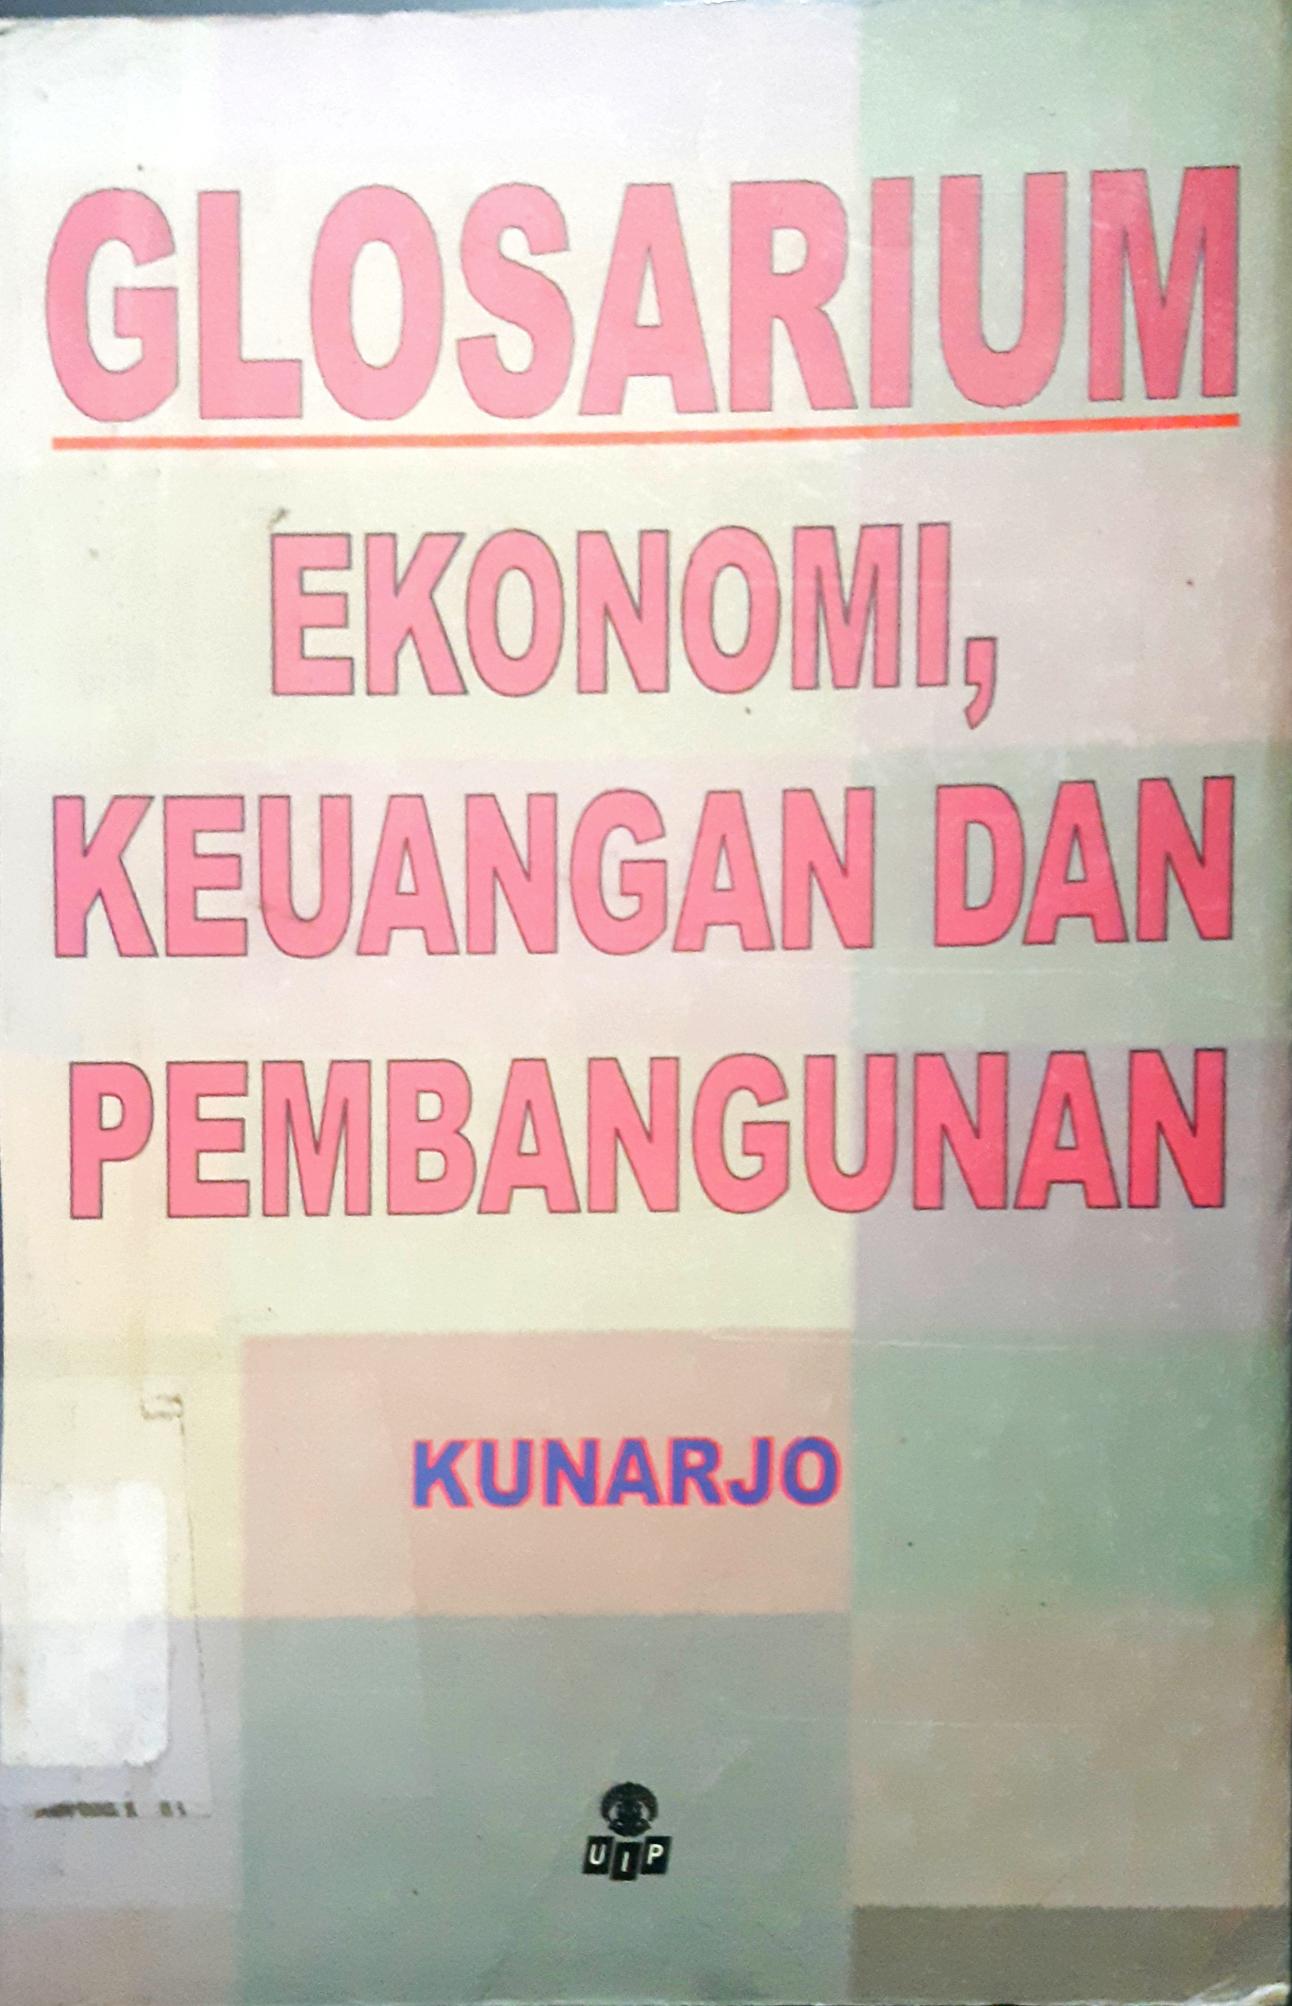 GLOSARIUM
EKONOMI,
KEUANGAN DAN
PEMBANGUNAN
KUNARJO
UIP